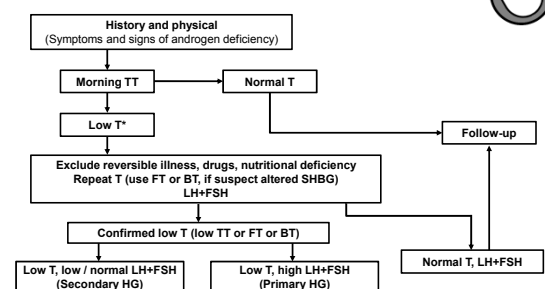 History and physical
(Symptoms and signs of androgen deficiency)
Morning TT
Normal T
Low T*
Follow-up
Exclude reversible illness, drugs, nutritional deficiency
Repeat T (use FT or BT, if suspect altered SHBG)
LH+FSH
Confirmed low T (low TT or FT or BT)
Normal T, LH+FSH
Low T, low / normal LH+FSH
(Secondary HG)
Low T, high LH+FSH
(Primary HG)